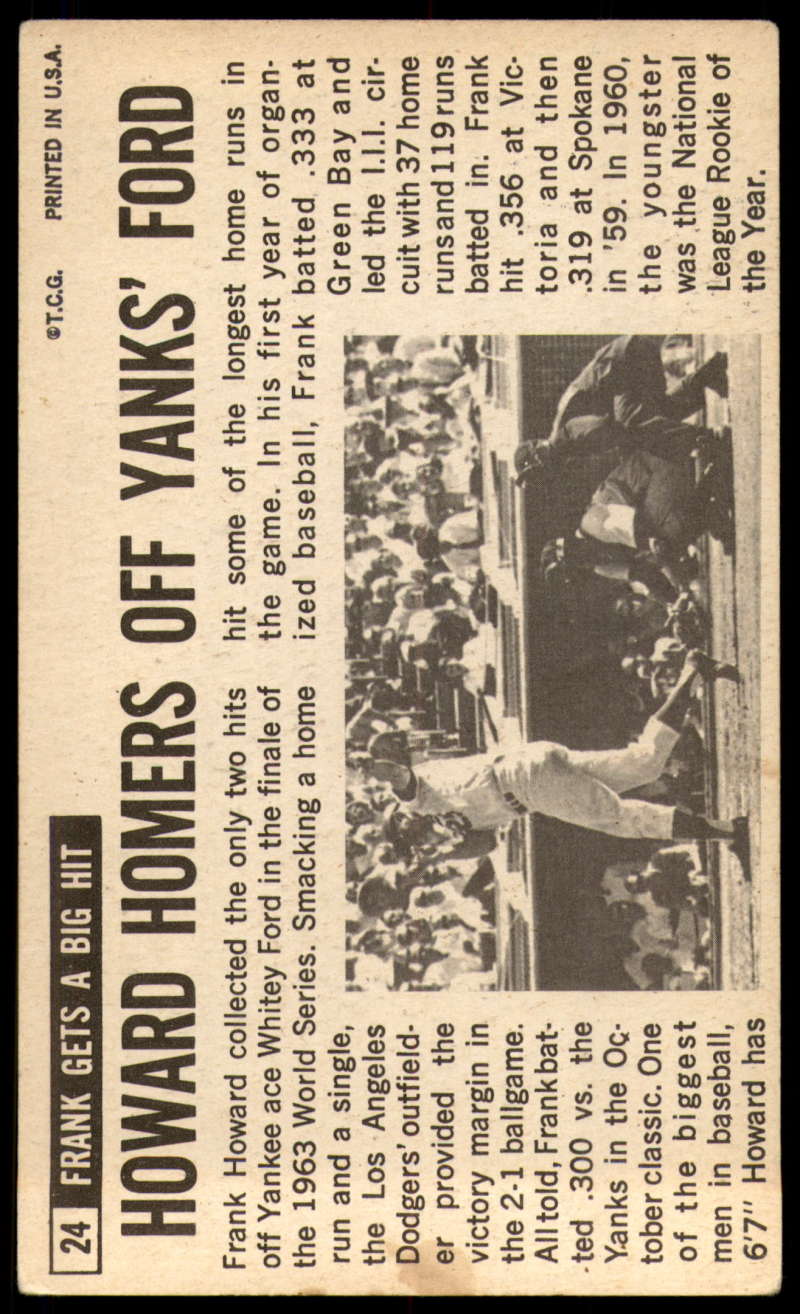 24 FRANK GETS A BIG HIT
©T.C.G. PRINTED IN U.S.A.
HOWARD HOMERS OFF YANKS' FORD
Frank Howard collected the only two hits
off Yankee ace Whitey Ford in the finale of
the 1963 World Series. Smacking a home
run and a single,
the Los Angeles
Dodgers' outfield-
er provided the
victory margin in
the 2-1 ballgame.
All told, Frank bat-
ted .300 vs. the
Yanks in the Oc-
tober classic. One
of the biggest
men in baseball,
6'7" Howard has
hit some of the longest home runs in
the game. In his first year of organ-
ized baseball, Frank batted .333 at
Green Bay and
led the I.I.I. cir-
cuit with 37 home
runs and 119 runs
batted in. Frank
hit .356 at Vic-
toria and then
.319 at Spokane
in '59. In 1960,
the youngster
was the National
League Rookie of
the Year.